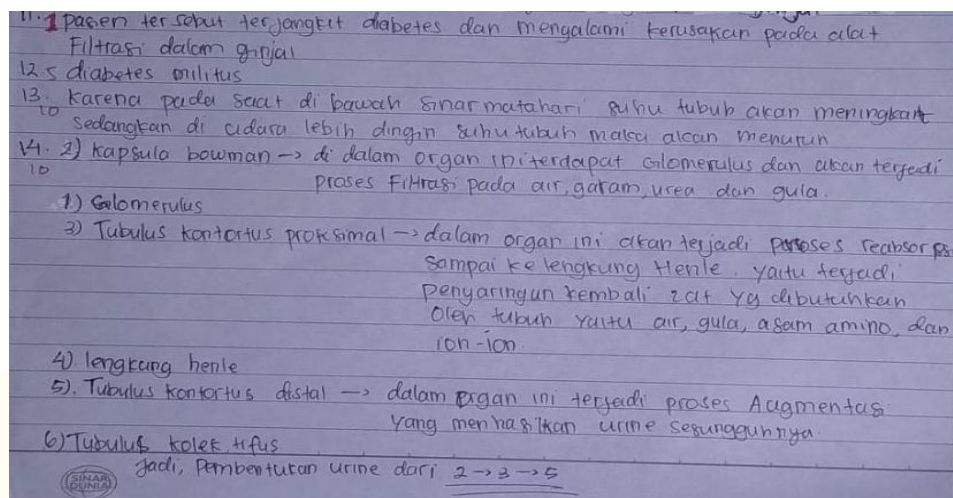 11. 1 pasien tersebut terjangkit diabetes dan mengalami kerusakan pada alat
Filtrasi dalam ginjal
12. 5 diabetes militus
13. Karena pada saat di bawah sinar matahari suhu tubuh akan meningkat
10 Sedangkan di udara lebih dingin suhu tubuh maka akan menurun
14. 2) Kapsula bowman -> di dalam organ ini terdapat Glomerulus dan akan terjadi
10 proses Filtrasi pada air, garam, urea dan gula.
1) Glomerulus
3) Tubulus kontortus proksimal -> dalam organ ini akan terjadi proses reabsorpsi
Sampai ke lengkung Henle. yaitu terjadi
Penyaringan kembali zat yg dibutuhkan
Oleh tubuh yaitu air, gula, asam amino, dan
ion-ion.
4) lengkung henle
5). Tubulus kontortus distal -> dalam organ ini terjadi proses Augmentasi
yang menhasilkan urine sesungguhnya.
6) Tubulus kolektifus
Jadi, Pembentukan urine dari 2 -> 3 -> 5
SINAR
DUNIA